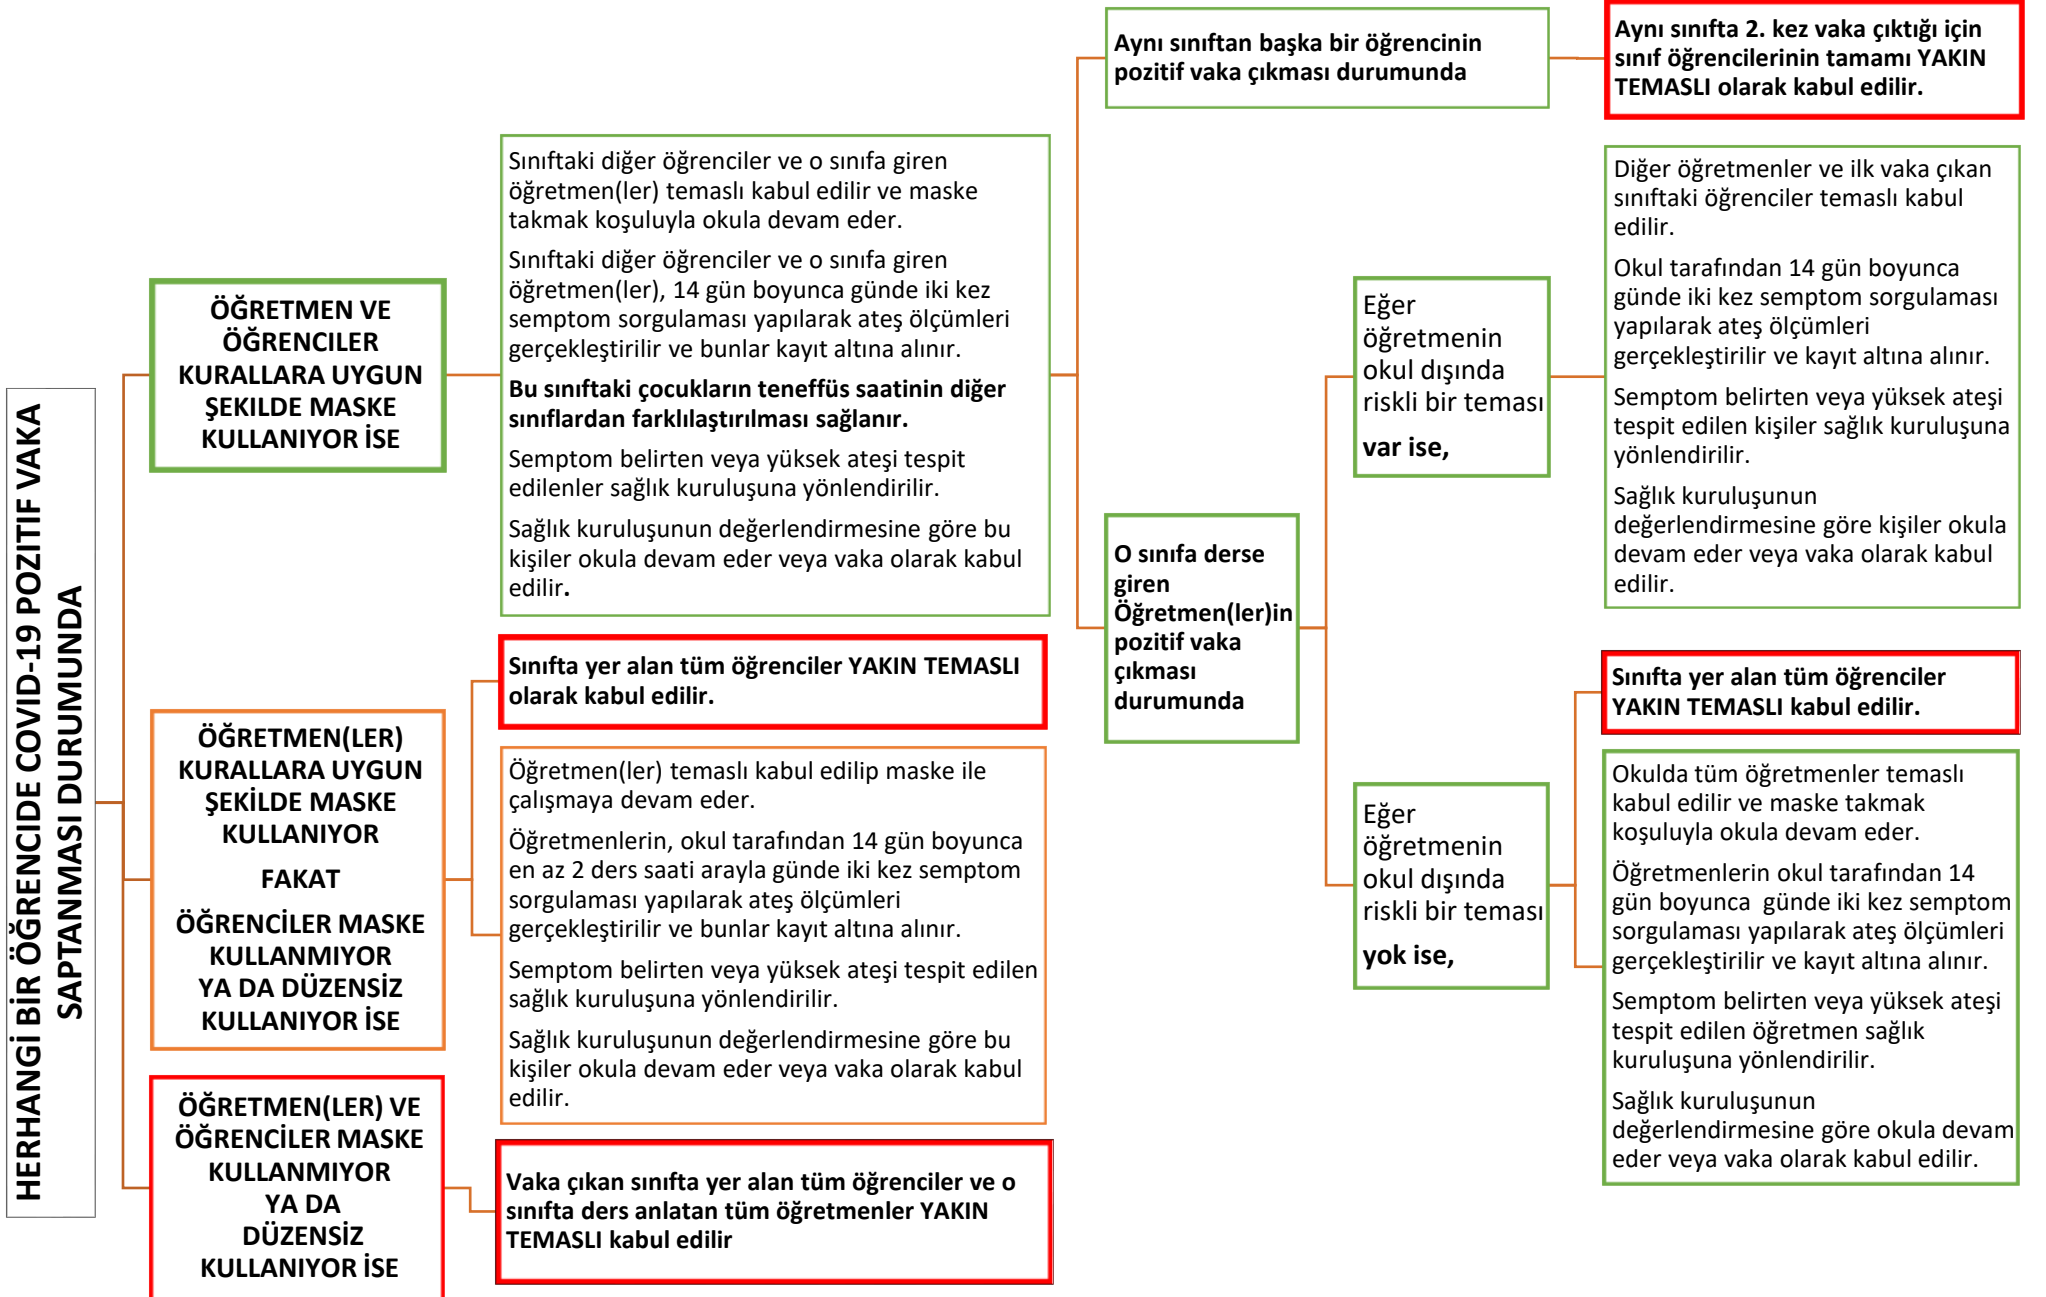 HERHANGİ BİR ÖĞRENCIDE COVID-19 POZITIF VAKA
SAPTANMASI DURUMUNDA
ÖĞRETMEN VE
ÖĞRENCİLER
KURALLARA UYGUN
ŞEKİLDE MASKE
KULLANIYOR İSE
Sınıftaki diğer öğrenciler ve o sınıfa giren
öğretmen(ler) temaslı kabul edilir ve maske
takmak koşuluyla okula devam eder.
Sınıftaki diğer öğrenciler ve o sınıfa giren
öğretmen(ler), 14 gün boyunca günde iki kez
semptom sorgulaması yapılarak ateş ölçümleri
gerçekleştirilir ve bunlar kayıt altına alınır.
Bu sınıftaki çocukların teneffüs saatinin diğer
sınıflardan farklılaştırılması sağlanır.
Semptom belirten veya yüksek ateşi tespit
edilenler sağlık kuruluşuna yönlendirilir.
Sağlık kuruluşunun değerlendirmesine göre bu
kişiler okula devam eder veya vaka olarak kabul
edilir.
Aynı sınıftan başka bir öğrencinin
pozitif vaka çıkması durumunda
Aynı sınıfta 2. kez vaka çıktığı için
sınıf öğrencilerinin tamamı YAKIN
TEMASLI olarak kabul edilir.
O sınıfa derse
giren
Öğretmen(ler)in
pozitif vaka
çıkması
durumunda
Eğer
öğretmenin
okul dışında
riskli bir teması
var ise,
Diğer öğretmenler ve ilk vaka çıkan
sınıftaki öğrenciler temaslı kabul
edilir.
Okul tarafından 14 gün boyunca
günde iki kez semptom sorgulaması
yapılarak ateş ölçümleri
gerçekleştirilir ve kayıt altına alınır.
Semptom belirten veya yüksek ateşi
tespit edilen kişiler sağlık kuruluşuna
yönlendirilir.
Sağlık kuruluşunun
değerlendirmesine göre kişiler okula
devam eder veya vaka olarak kabul
edilir.
Eğer
öğretmenin
okul dışında
riskli bir teması
yok ise,
Sınıfta yer alan tüm öğrenciler
YAKIN TEMASLI kabul edilir.
Okulda tüm öğretmenler temaslı
kabul edilir ve maske takmak
koşuluyla okula devam eder.
Öğretmenlerin okul tarafından 14
gün boyunca  günde iki kez semptom
sorgulaması yapılarak ateş ölçümleri
gerçekleştirilir ve kayıt altına alınır.
Semptom belirten veya yüksek ateşi
tespit edilen öğretmen sağlık
kuruluşuna yönlendirilir.
Sağlık kuruluşunun
değerlendirmesine göre okula devam
eder veya vaka olarak kabul edilir.
ÖĞRETMEN(LER)
KURALLARA UYGUN
ŞEKİLDE MASKE
KULLANIYOR
FAKAT
ÖĞRENCİLER MASKE
KULLANMIYOR
YA DA DÜZENSİZ
KULLANIYOR İSE
Sınıfta yer alan tüm öğrenciler YAKIN TEMASLI
olarak kabul edilir.
Öğretmen(ler) temaslı kabul edilip maske ile
çalışmaya devam eder.
Öğretmenlerin, okul tarafından 14 gün boyunca
en az 2 ders saati arayla günde iki kez semptom
sorgulaması yapılarak ateş ölçümleri
gerçekleştirilir ve bunlar kayıt altına alınır.
Semptom belirten veya yüksek ateşi tespit edilen
sağlık kuruluşuna yönlendirilir.
Sağlık kuruluşunun değerlendirmesine göre bu
kişiler okula devam eder veya vaka olarak kabul
edilir.
ÖĞRETMEN(LER) VE
ÖĞRENCİLER MASKE
KULLANMIYOR
YA DA
DÜZENSİZ
KULLANIYOR İSE
Vaka çıkan sınıfta yer alan tüm öğrenciler ve o
sınıfta ders anlatan tüm öğretmenler YAKIN
TEMASLI kabul edilir